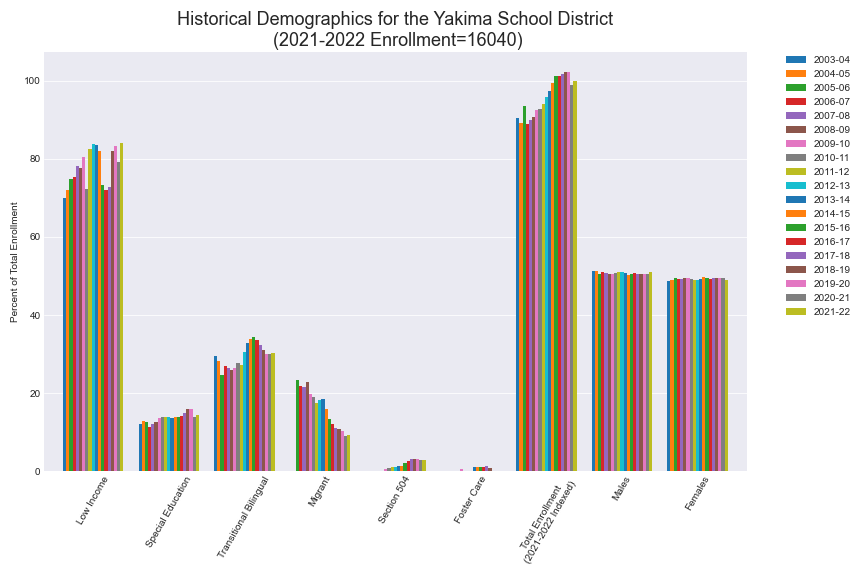 Historical Demographics for the Yakima School District
(2021-2022 Enrollment=16040)
Percent of Total Enrollment
100
80
60
40
20
0
Low Income
Special Education
Transitional Bilingual
Migrant
Section 504
Foster Care
Total Enrollment
(2021-2022 Indexed)
Males
Females
2003-04
2004-05
2005-06
2006-07
2007-08
2008-09
2009-10
2010-11
2011-12
2012-13
2013-14
2014-15
2015-16
2016-17
2017-18
2018-19
2019-20
2020-21
2021-22